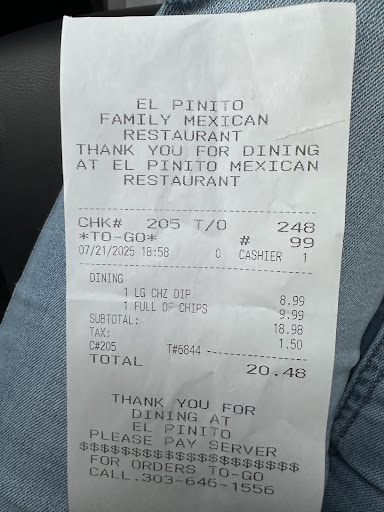 EL PINITO
FAMILY MEXICAN
RESTAURANT
THANK YOU FOR DINING
AT EL PINITO MEXICAN
RESTAURANT
CHK# 205 T/O 248
*TO-GO* # 99
07/21/2025 18:58 0 CASHIER 1
DINING
1 LG CHZ DIP 8.99
1 FULL OF CHIPS 9.99
SUBTOTAL: 18.98
TAX: 1.50
C#205 T#6844
TOTAL 20.48
THANK YOU FOR
DINING AT
EL PINITO
PLEASE PAY SERVER
$$$$$$$$$$$$$$$$$$$$
FOR ORDERS TO-GO
CALL.303-646-1556